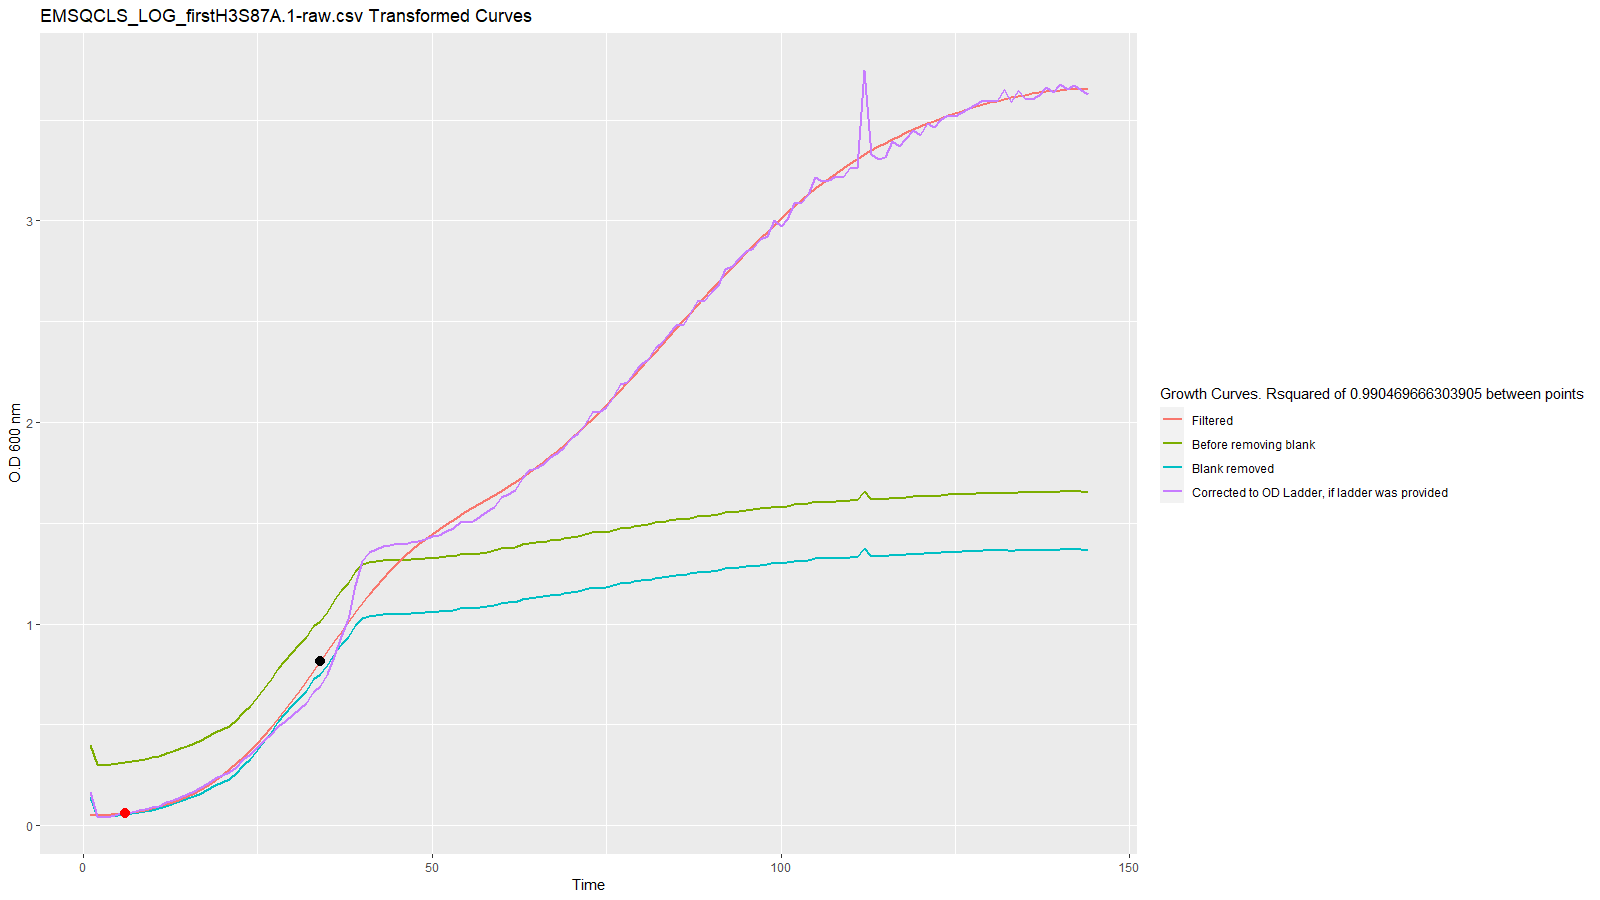 EMSQCLS_LOG_firstH3S87A.1-raw.csv Transformed Curves
O.D 600 nm
3
2
1
0
0
50
100
150
Time
Growth Curves. Rsquared of 0.990469666303905 between points
Filtered
Before removing blank
Blank removed
Corrected to OD Ladder, if ladder was provided